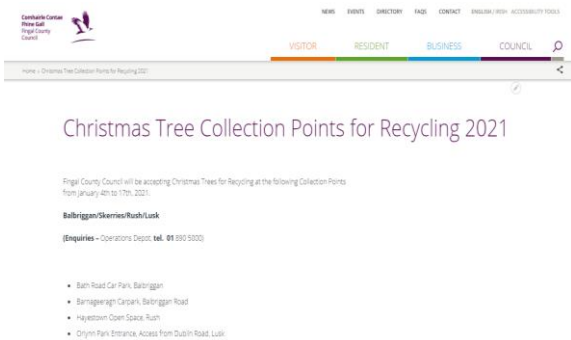 Comhairle Contae
Fhine Gall
Fingal County
Council
NEWS EVENTS DIRECTORY FAQS CONTACT ENGLISH / IRISH ACCESSIBILITY TOOLS
VISITOR RESIDENT BUSINESS COUNCIL
Home » Christmas Tree Collection Points for Recycling 2021
Christmas Tree Collection Points for Recycling 2021
Fingal County Council will be accepting Christmas Trees for Recycling at the following Collection Points
from January 4th to 17th, 2021.
Balbriggan/Skerries/Rush/Lusk
(Enquiries – Operations Depot: tel. 01 890 5000)
Bath Road Car Park, Balbriggan
Barnageeragh Carpark, Balbriggan Road
Hayestown Open Space, Rush
Orlynn Park Entrance, Access from Dublin Road, Lusk